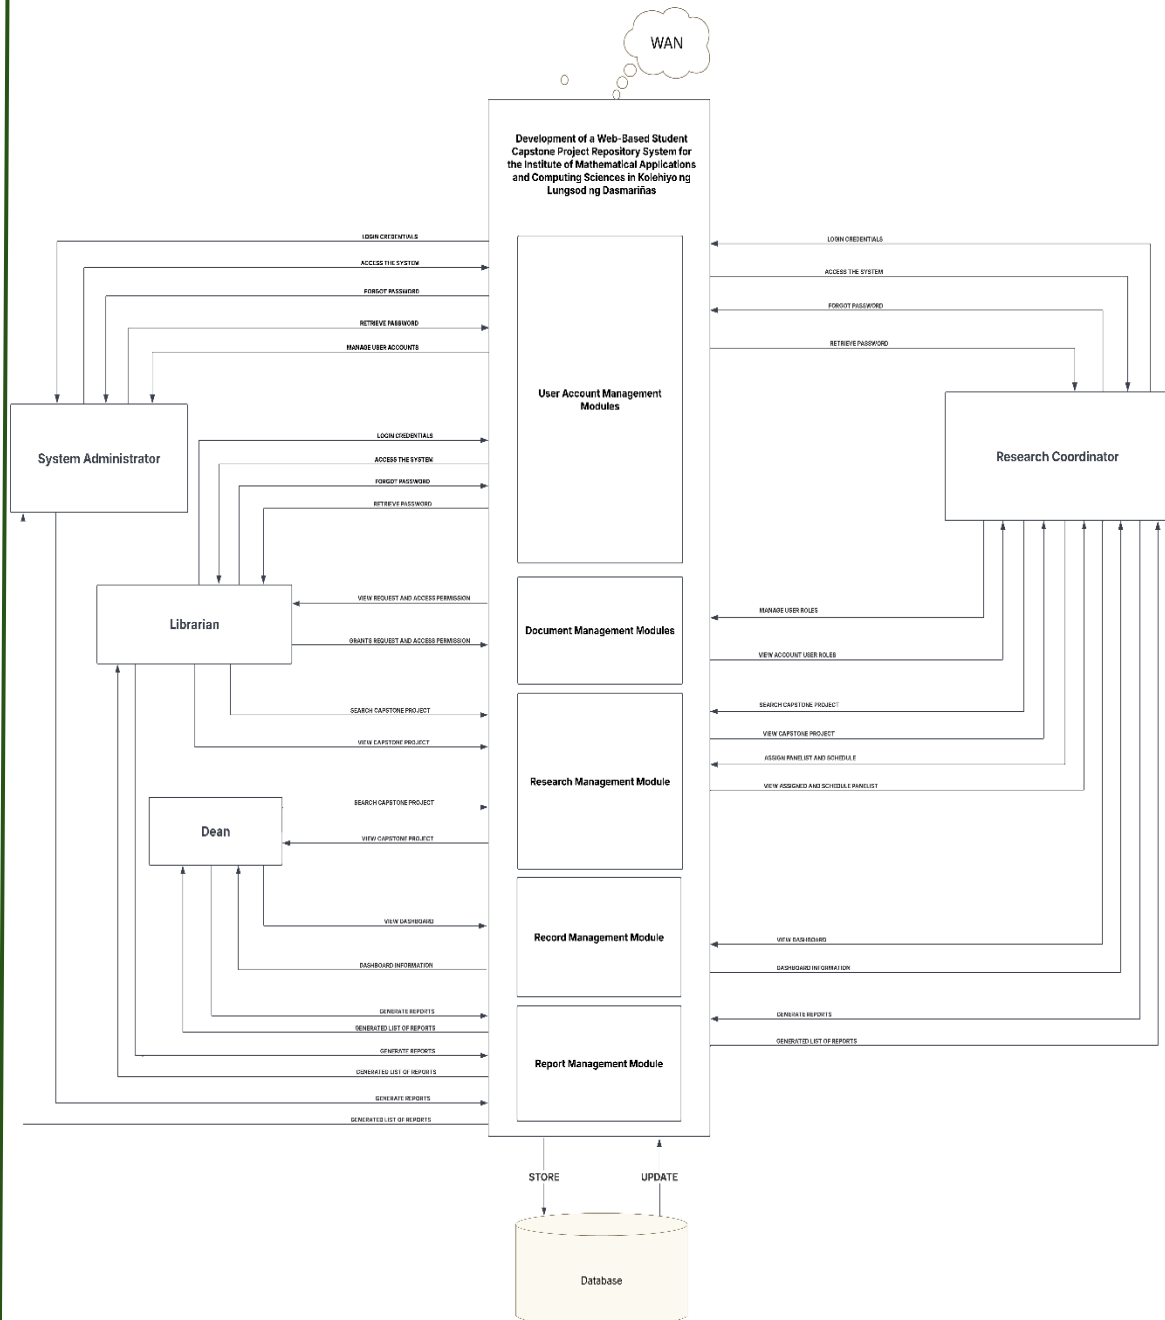 WAN
Development of a Web-Based Student
Capstone Project Repository System for
the Institute of Mathematical Applications
and Computing Sciences in Kolehiyo ng
Lungsod ng Dasmariñas
LOGIN CREDENTIALS
ACCESS THE SYSTEM
FORGOT PASSWORD
RETRIEVE PASSWORD
MANAGE USER ACCOUNTS
LOGIN CREDENTIALS
ACCESS THE SYSTEM
FORGOT PASSWORD
RETRIEVE PASSWORD
User Account Management
Modules
System Administrator
Research Coordinator
LOGIN CREDENTIALS
ACCESS THE SYSTEM
FORGOT PASSWORD
RETRIEVE PASSWORD
Librarian
VIEW REQUEST AND ACCESS PERMISSION
GRANTS REQUEST AND ACCESS PERMISSION
Document Management Modules
MANAGE USER ROLES
VIEW ACCOUNT USER ROLES
SEARCH CAPSTONE PROJECT
VIEW CAPSTONE PROJECT
Research Management Module
SEARCH CAPSTONE PROJECT
VIEW CAPSTONE PROJECT
ASSIGN PANELIST AND SCHEDULE
VIEW ASSIGNED AND SCHEDULE PANELIST
Dean
SEARCH CAPSTONE PROJECT
VIEW CAPSTONE PROJECT
VIEW DASHBOARD
DASHBOARD INFORMATION
Record Management Module
VIEW DASHBOARD
DASHBOARD INFORMATION
GENERATE REPORTS
GENERATED LIST OF REPORTS
GENERATE REPORTS
GENERATED LIST OF REPORTS
GENERATE REPORTS
GENERATED LIST OF REPORTS
Report Management Module
GENERATE REPORTS
GENERATED LIST OF REPORTS
STORE
UPDATE
Database